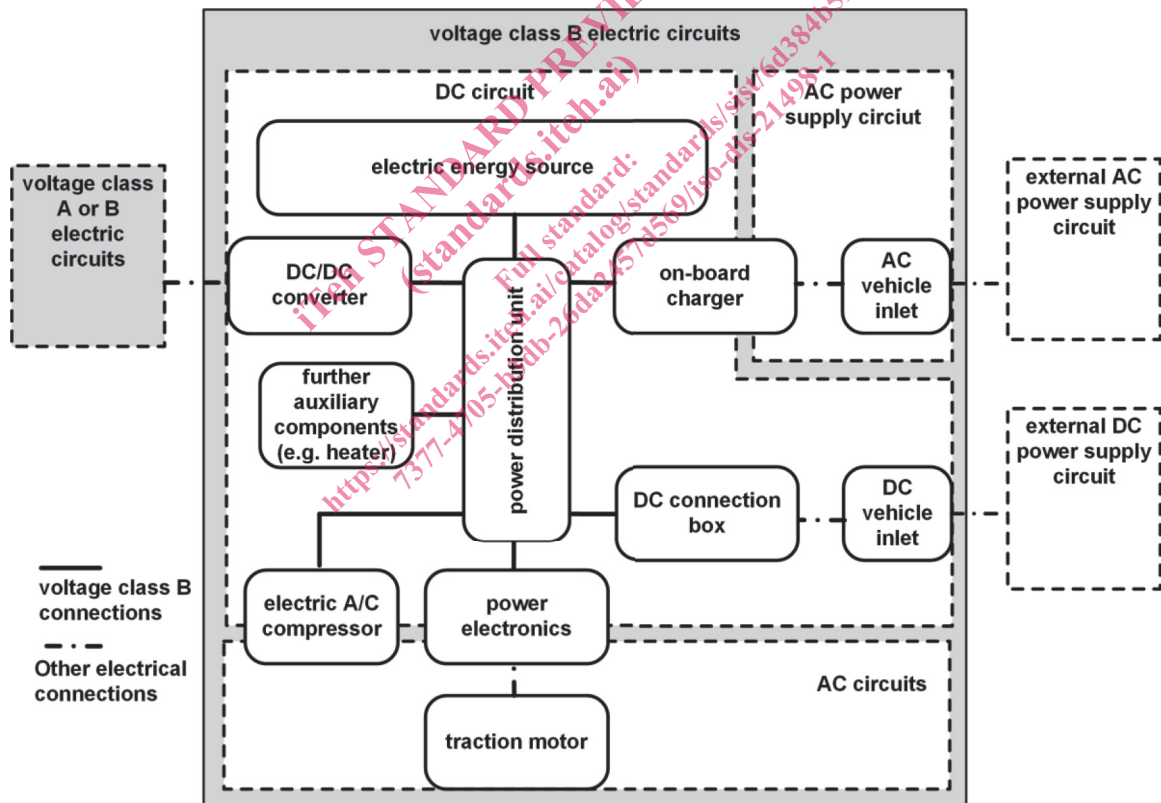 voltage class B electric circuits
DC circuit
AC power
supply circiut
electric energy source
voltage class
A or B
electric
circuits
external AC
power supply
circuit
DC/DC
converter
on-board
charger
AC
vehicle
inlet
power distribution unit
further
auxiliary
components
(e.g. heater)
external DC
power supply
circuit
DC connection
box
DC
vehicle
inlet
voltage class B
connections
electric A/C
compressor
power
electronics
Other electrical
connections
AC circuits
traction motor
iTeh STANDARD PREVIEW
(standards.iteh.ai)
Full standard: